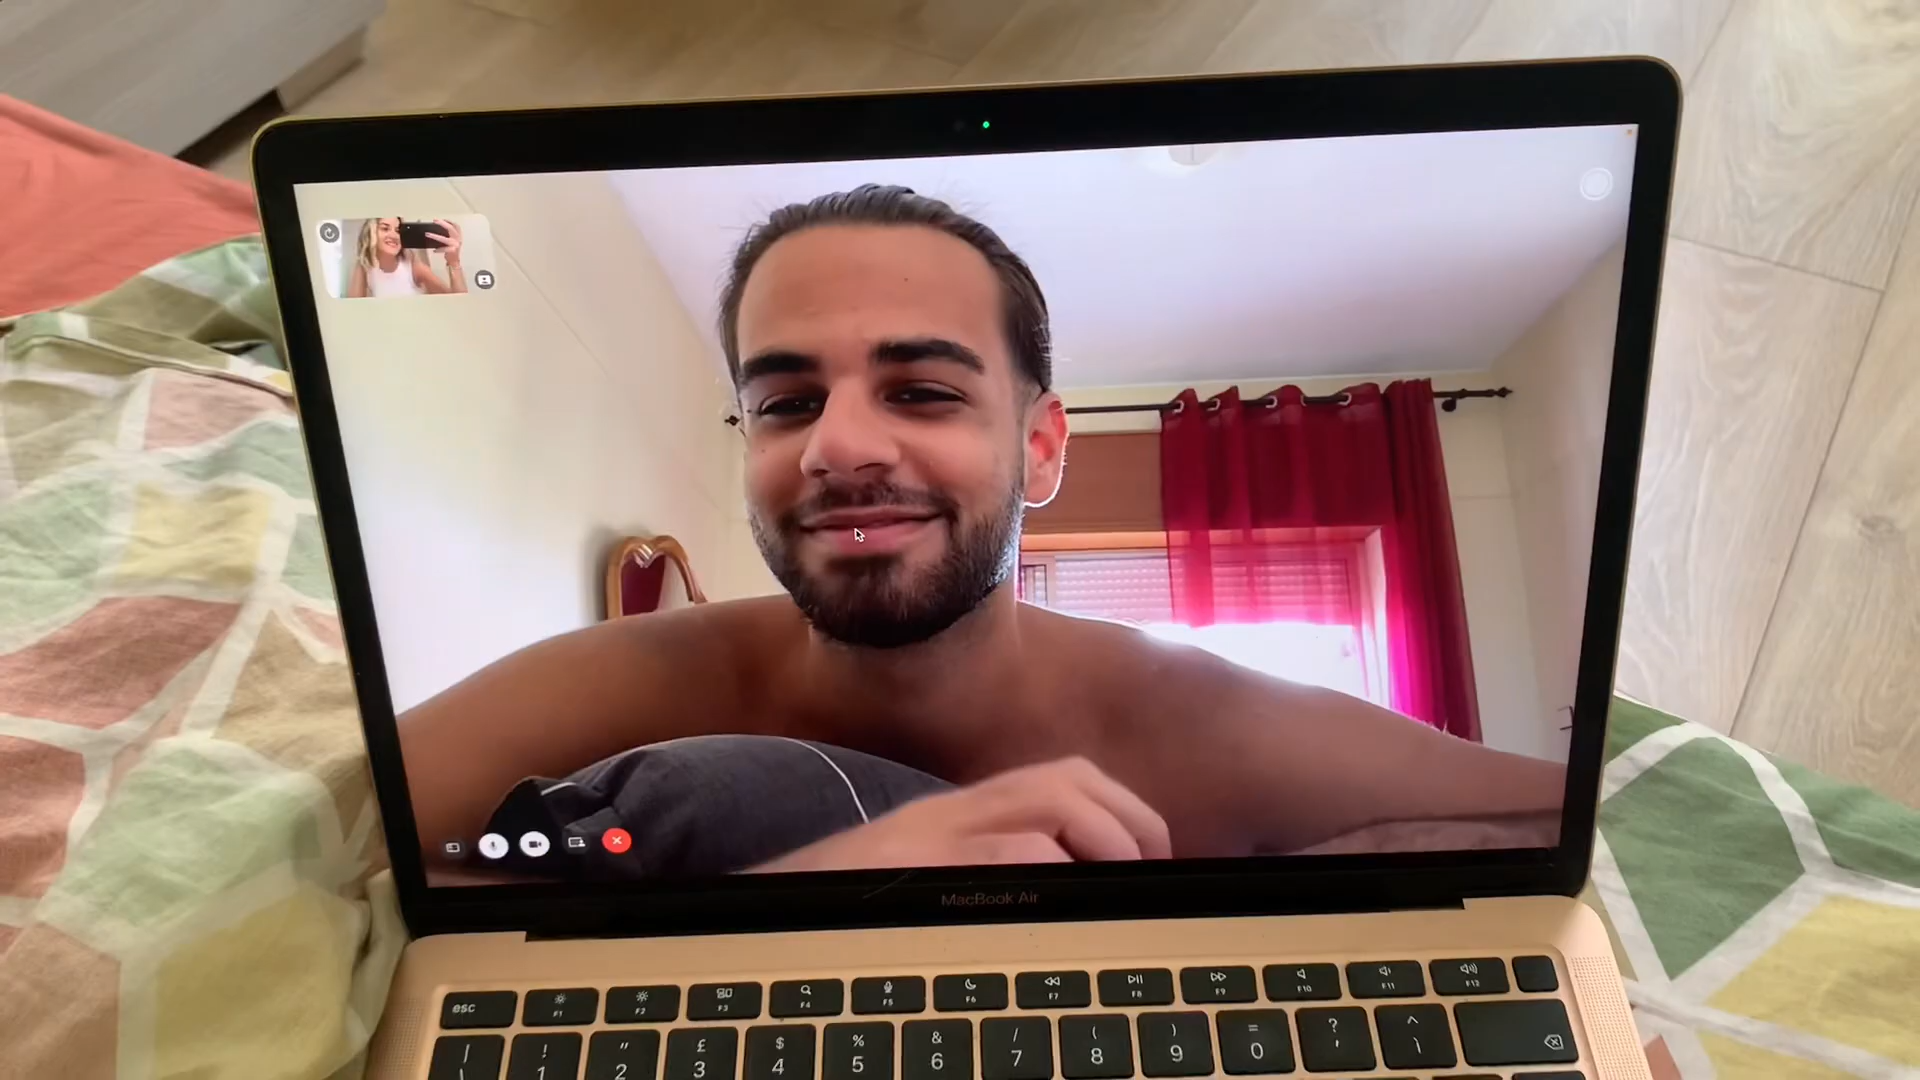 MacBook Air
esc F1 F2 F3 F4 F5 F6 F7 F8 F9 F10 F11 F12
| ! " £ $ % & / ( ) = ? ^
\ 1 2 3 4 5 6 7 8 9 0 ' ì